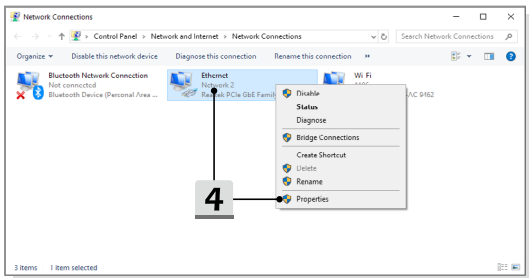 Network Connections
Control Panel > Network and Internet > Network Connections
Search Network Connections
Organize
Disable this network device
Diagnose this connection
Rename this connection
»
Bluetooth Network Connection
Not connected
Bluetooth Device (Personal Area ...
Ethernet
Network 2
Realtek PCIe GbE Famil
Wi Fi
-AC 9462
Disable
Status
Diagnose
Bridge Connections
Create Shortcut
Delete
Rename
Properties
4
3 items
1 item selected